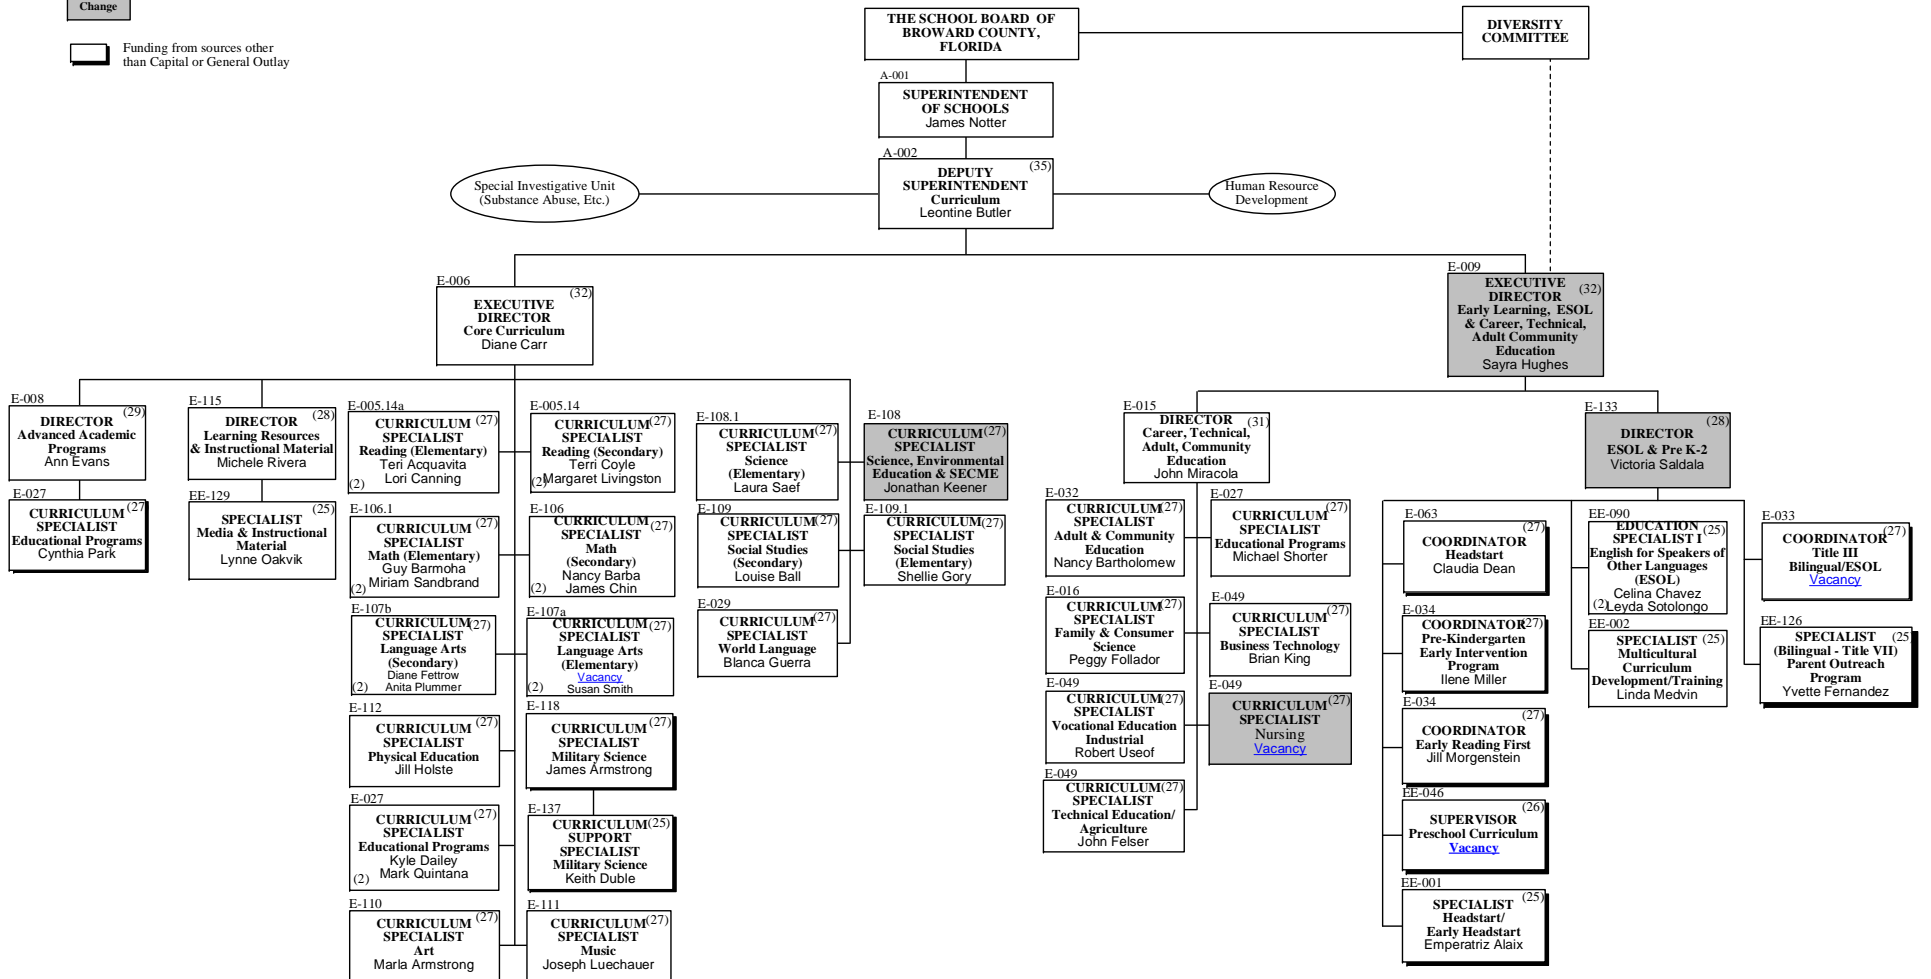 Change
Funding from sources other
than Capital or General Outlay
THE SCHOOL BOARD OF
BROWARD COUNTY,
FLORIDA
DIVERSITY
COMMITTEE
A-001
SUPERINTENDENT
OF SCHOOLS
James Notter
A-002
DEPUTY (35)
SUPERINTENDENT
Curriculum
Leontine Butler
Special Investigative Unit
(Substance Abuse, Etc.)
Human Resource
Development
E-006
EXECUTIVE (32)
DIRECTOR
Core Curriculum
Diane Carr
E-009
EXECUTIVE
DIRECTOR (32)
Early Learning, ESOL
& Career, Technical,
Adult Community
Education
Sayra Hughes
E-008
DIRECTOR (29)
Advanced Academic
Programs
Ann Evans
E-027
CURRICULUM (27
SPECIALIST
Educational Programs
Cynthia Park
E-115
DIRECTOR (28)
Learning Resources
& Instructional Material
Michele Rivera
EE-129
SPECIALIST (25)
Media & Instructional
Material
Lynne Oakvik
E-005.14a
CURRICULUM (27)
SPECIALIST
Reading (Elementary)
Teri Acquavita
(2) Lori Canning
E-005.14
CURRICULUM (27)
SPECIALIST
Reading (Secondary)
Terri Coyle
(2) Margaret Livingston
E-106.1
CURRICULUM (27)
SPECIALIST
Math (Elementary)
Guy Barmoha
(2) Miriam Sandbrand
E-106
CURRICULUM (27)
SPECIALIST
Math
(Secondary)
Nancy Barba
(2) James Chin
E-107b
CURRICULUM (27)
SPECIALIST
Language Arts
(Secondary)
Diane Fettrow
(2) Anita Plummer
E-107a
CURRICULUM (27)
SPECIALIST
Language Arts
(Elementary)
Vacancy
(2) Susan Smith
E-112
CURRICULUM (27)
SPECIALIST
Physical Education
Jill Holste
E-118
CURRICULUM (27)
SPECIALIST
Military Science
James Armstrong
E-027
CURRICULUM (27)
SPECIALIST
Educational Programs
Kyle Dailey
(2) Mark Quintana
E-137
CURRICULUM (25)
SUPPORT
SPECIALIST
Military Science
Keith Duble
E-110
CURRICULUM (27)
SPECIALIST
Art
Marla Armstrong
E-111
CURRICULUM (27)
SPECIALIST
Music
Joseph Luechauer
E-108.1
CURRICULUM (27)
SPECIALIST
Science
(Elementary)
Laura Saef
E-108
CURRICULUM (27)
SPECIALIST
Science, Environmental
Education & SECME
Jonathan Keener
E-109
CURRICULUM (27)
SPECIALIST
Social Studies
(Secondary)
Louise Ball
E-109.1
CURRICULUM (27)
SPECIALIST
Social Studies
(Elementary)
Shellie Gory
E-029
CURRICULUM (27)
SPECIALIST
World Language
Blanca Guerra
E-015
DIRECTOR (31)
Career, Technical,
Adult, Community
Education
John Miracola
E-032
CURRICULUM (27)
SPECIALIST
Adult & Community
Education
Nancy Bartholomew
E-027
CURRICULUM (27)
SPECIALIST
Educational Programs
Michael Shorter
E-016
CURRICULUM (27)
SPECIALIST
Family & Consumer
Science
Peggy Follador
E-049
CURRICULUM (27)
SPECIALIST
Business Technology
Brian King
E-049
CURRICULUM (27)
SPECIALIST
Vocational Education
Industrial
Robert Useof
E-049
CURRICULUM (27)
SPECIALIST
Nursing
Vacancy
E-049
CURRICULUM (27)
SPECIALIST
Technical Education/
Agriculture
John Felser
E-133
DIRECTOR (28)
ESOL & Pre K-2
Victoria Saldala
E-063
COORDINATOR (27)
Headstart
Claudia Dean
E-034
COORDINATOR (27)
Pre-Kindergarten
Early Intervention
Program
Ilene Miller
E-034
COORDINATOR (27)
Early Reading First
Jill Morgenstein
EE-046
SUPERVISOR (26)
Preschool Curriculum
Vacancy
EE-001
SPECIALIST (25)
Headstart/
Early Headstart
Emperatriz Alaix
EE-090
EDUCATION (25)
SPECIALIST I
English for Speakers of
Other Languages
(ESOL)
Celina Chavez
(2) Leyda Sotolongo
EE-002
SPECIALIST (25)
Multicultural
Curriculum
Development/Training
Linda Medvin
E-033
COORDINATOR (27)
Title III
Bilingual/ESOL
Vacancy
EE-126
SPECIALIST (25
(Bilingual - Title VII)
Parent Outreach
Program
Yvette Fernandez